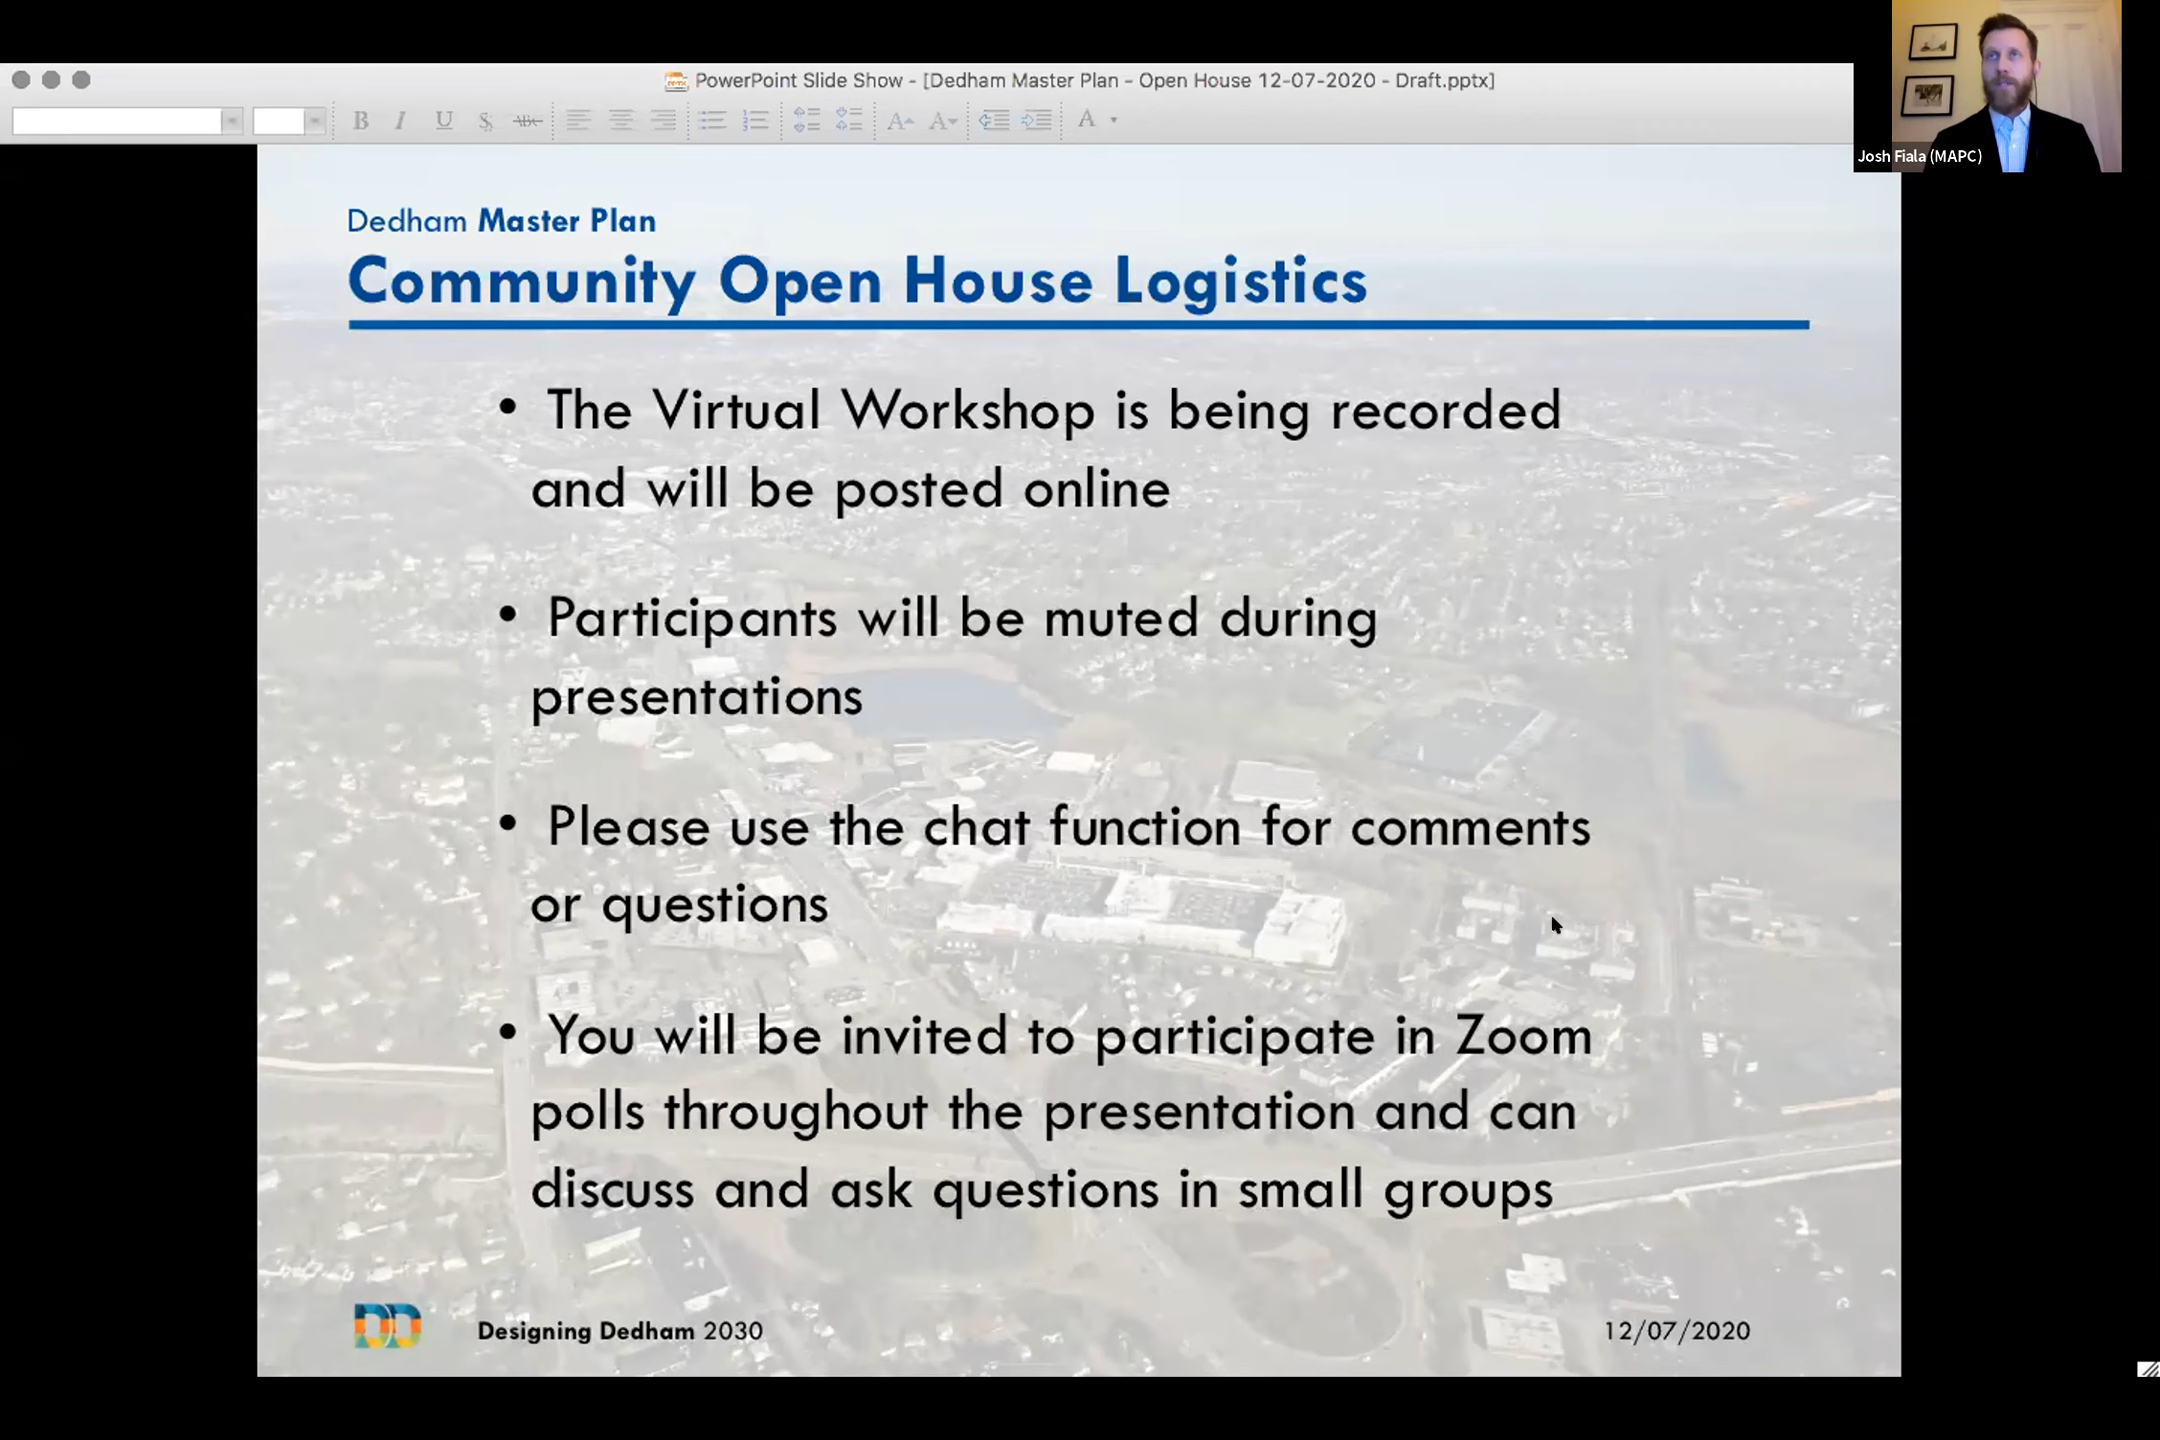 PowerPoint Slide Show - [Dedham Master Plan - Open House 12-07-2020 - Draft.pptx]
B I U S ABC A A A
Josh Fiala (MAPC)
Dedham Master Plan
Community Open House Logistics
• The Virtual Workshop is being recorded
and will be posted online
• Participants will be muted during
presentations
• Please use the chat function for comments
or questions
• You will be invited to participate in Zoom
polls throughout the presentation and can
discuss and ask questions in small groups
DD Designing Dedham 2030 12/07/2020